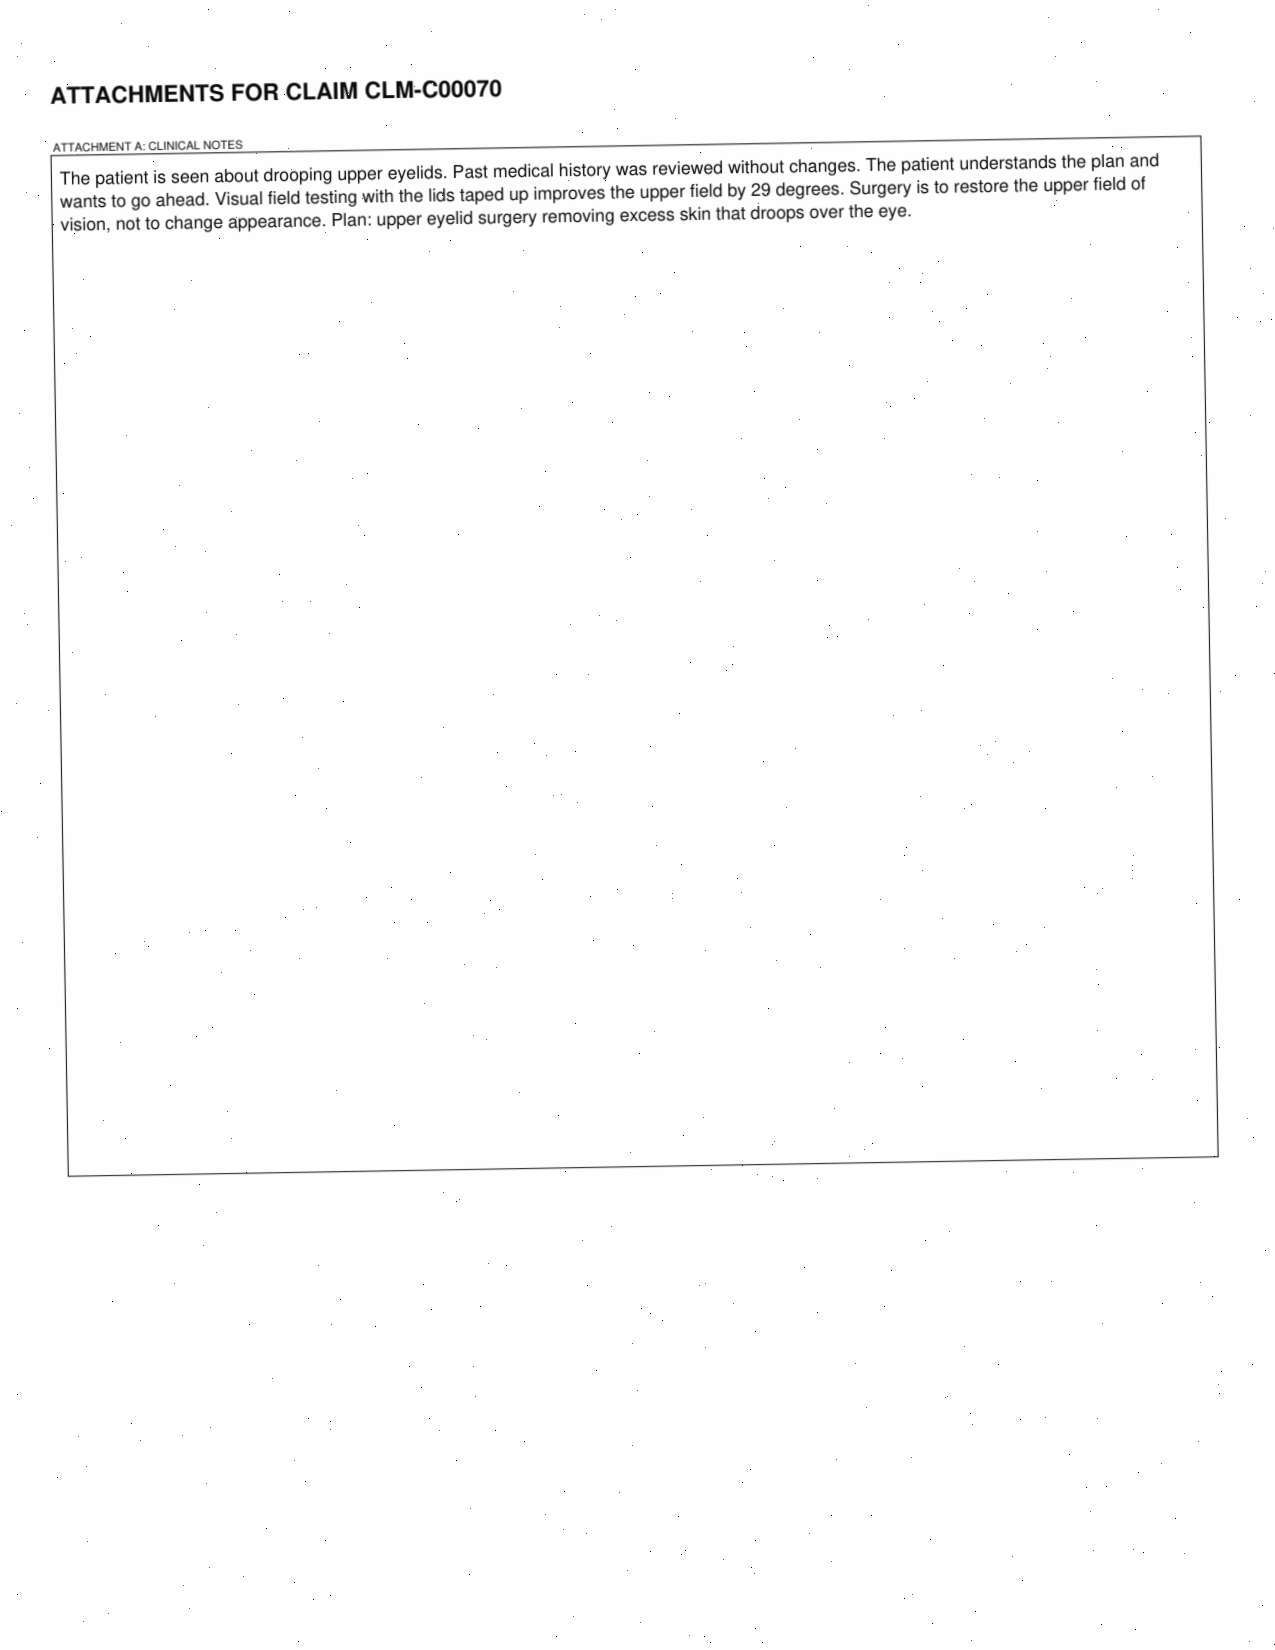 ATTACHMENTS FOR CLAIM CLM-C00070
ATTACHMENT A: CLINICAL NOTES
The patient is seen about drooping upper eyelids. Past medical history was reviewed without changes. The patient understands the plan and
wants to go ahead. Visual field testing with the lids taped up improves the upper field by 29 degrees. Surgery is to restore the upper field of
vision, not to change appearance. Plan: upper eyelid surgery removing excess skin that droops over the eye.